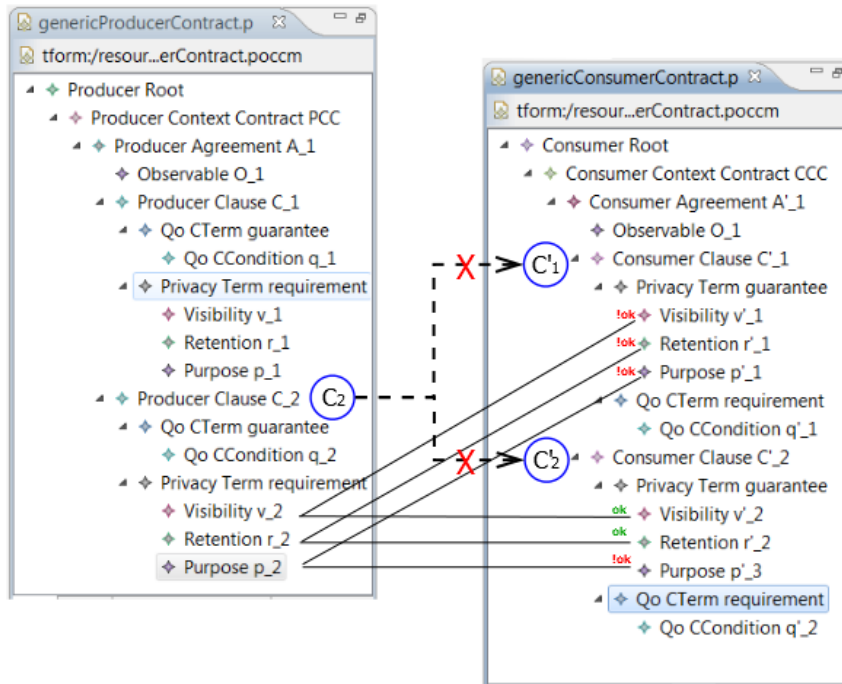 genericProducerContract.p
tform:/resour...erContract.poccm
Producer Root
Producer Context Contract PCC
Producer Agreement A_1
Observable O_1
Producer Clause C_1
Qo CTerm guarantee
Qo CCondition q_1
Privacy Term requirement
Visibility v_1
Retention r_1
Purpose p_1
Producer Clause C_2
C2
Qo CTerm guarantee
Qo CCondition q_2
Privacy Term requirement
Visibility v_2
Retention r_2
Purpose p_2
X
X
genericConsumerContract.p
tform:/resour...erContract.poccm
Consumer Root
Consumer Context Contract CCC
Consumer Agreement A'_1
Observable O_1
C'1
Consumer Clause C'_1
Privacy Term guarantee
!ok Visibility v'_1
!ok Retention r'_1
!ok Purpose p'_1
Qo CTerm requirement
Qo CCondition q'_1
C'2
Consumer Clause C'_2
Privacy Term guarantee
ok Visibility v'_2
ok Retention r'_2
!ok Purpose p'_3
Qo CTerm requirement
Qo CCondition q'_2